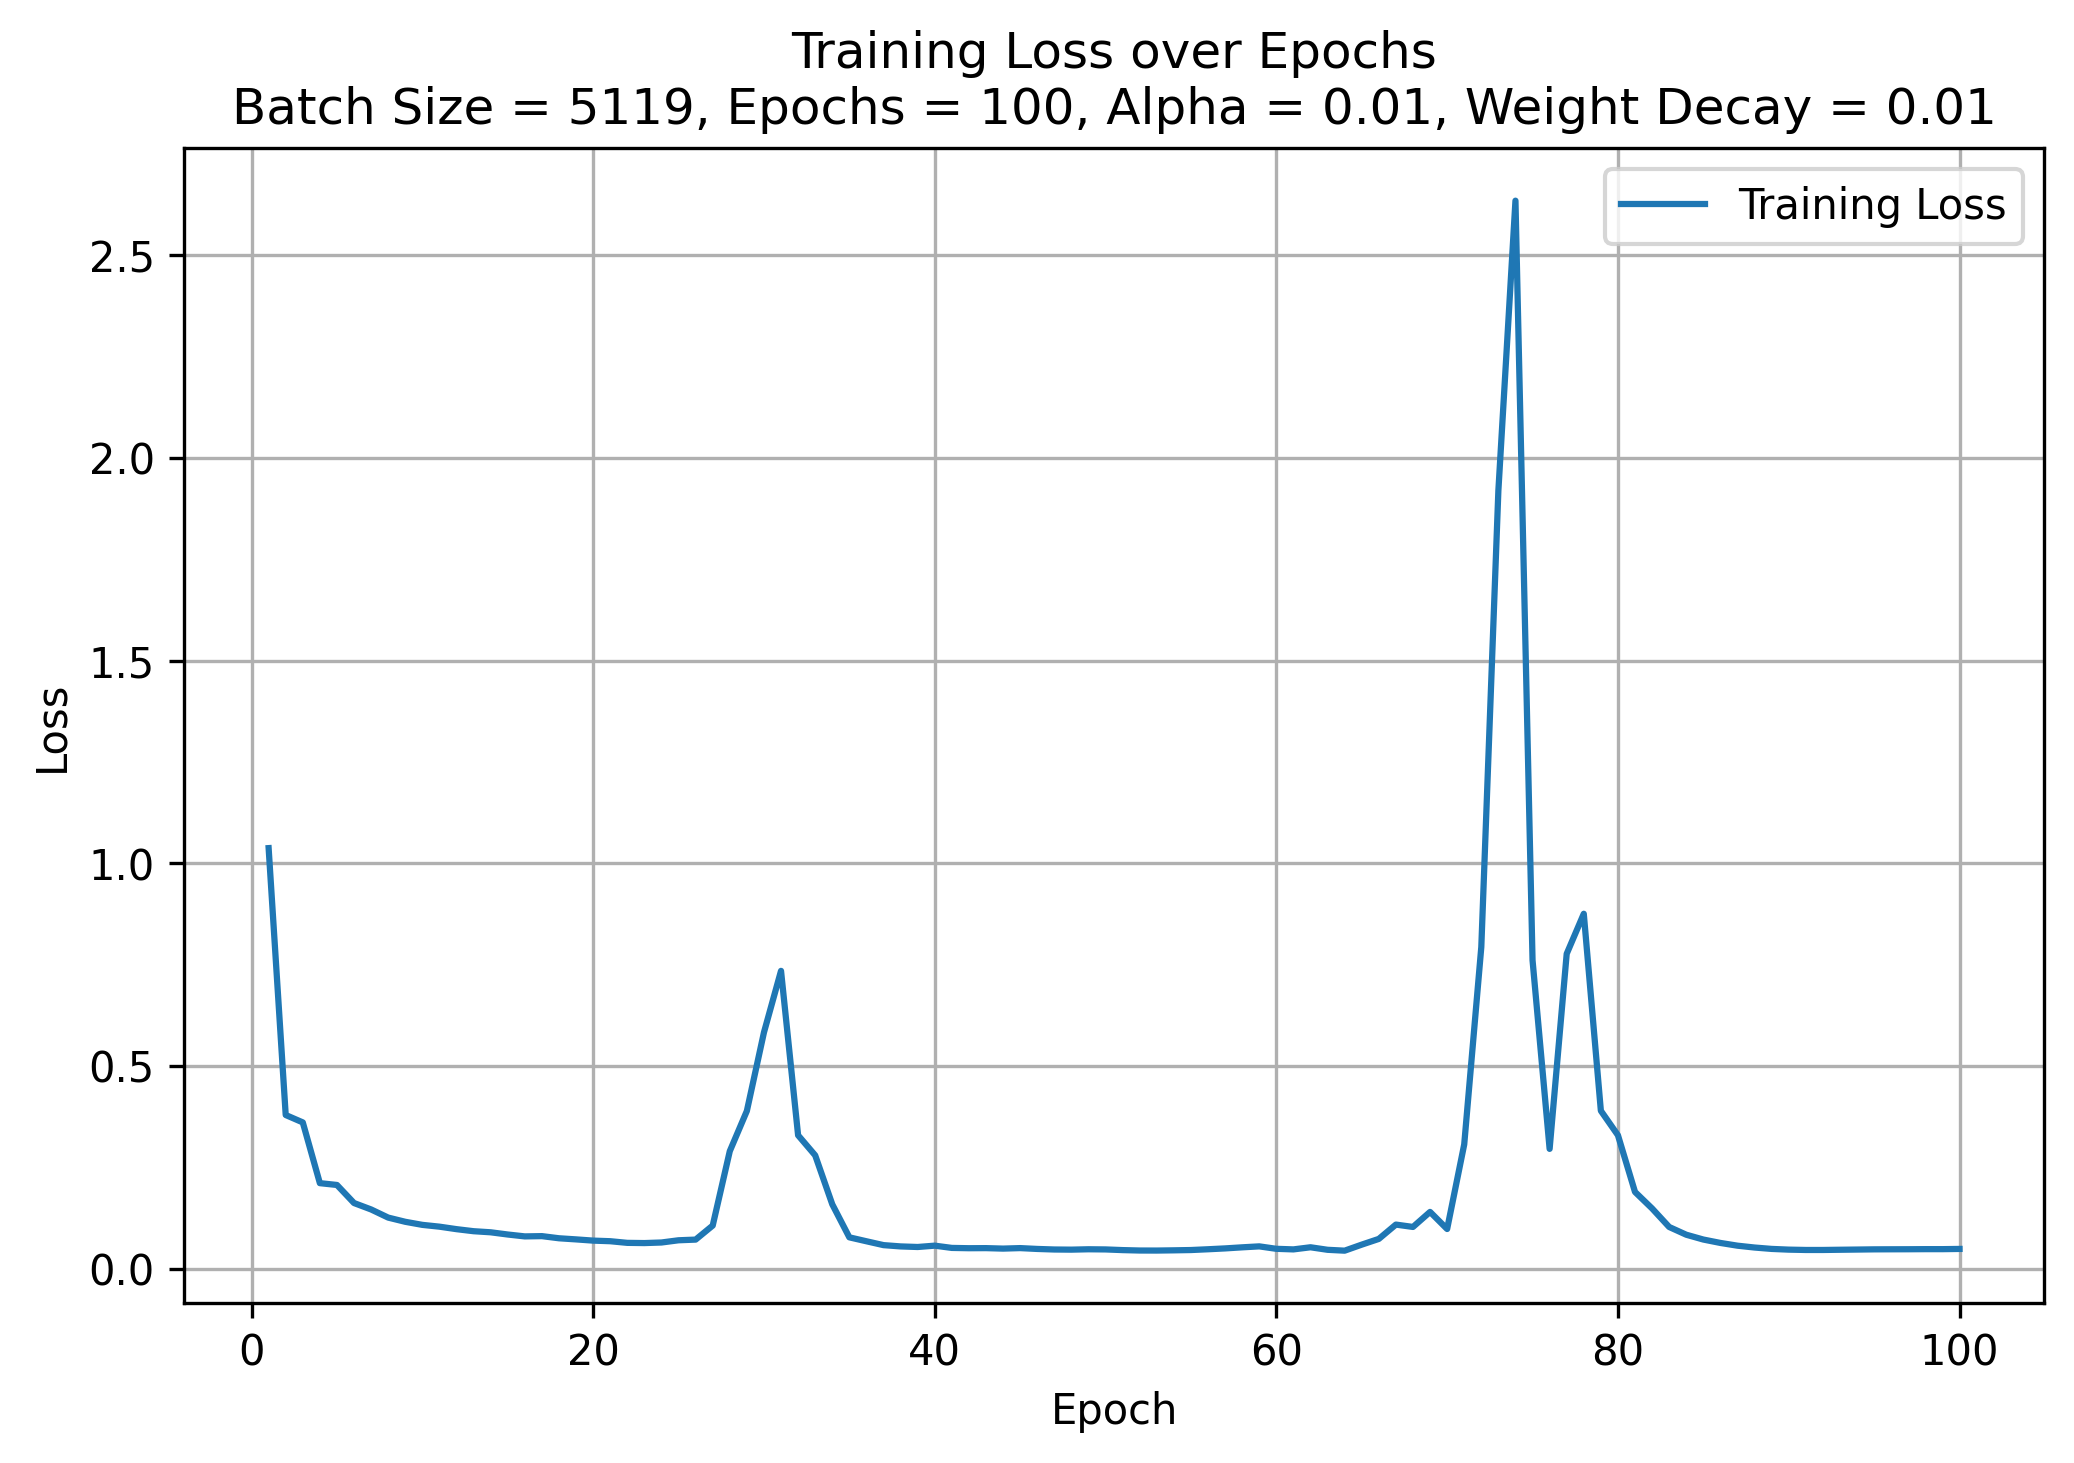 Training Loss over Epochs
Batch Size = 5119, Epochs = 100, Alpha = 0.01, Weight Decay = 0.01
Training Loss
2.5
2.0
1.5
1.0
0.5
0.0
Loss
0 20 40 60 80 100
Epoch